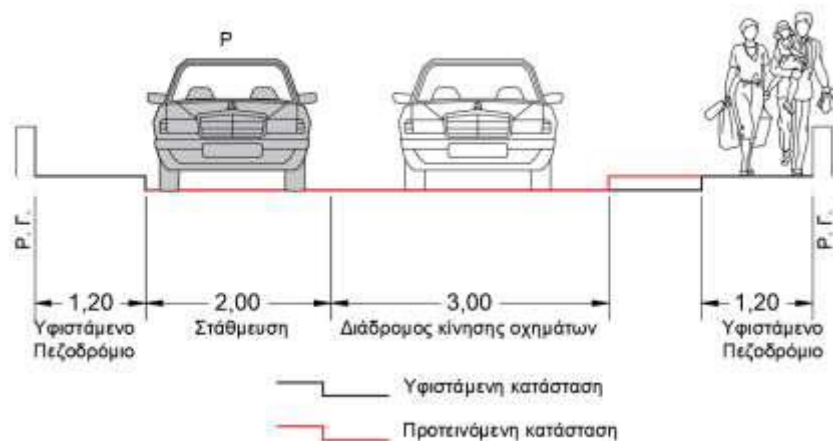 P
Ρ. Γ.
Ρ. Γ.
1,20
2,00
3,00
1,20
Υφιστάμενο
Πεζοδρόμιο
Στάθμευση
Διάδρομος κίνησης οχημάτων
Υφιστάμενο
Πεζοδρόμιο
Υφιστάμενη κατάσταση
Προτεινόμενη κατάσταση